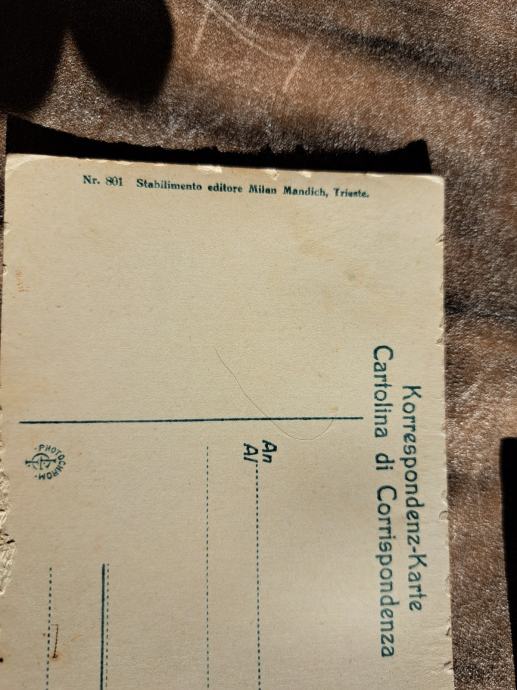 Nr. 801 Stabilimento editore Milan Mandich, Trieste.
Korrespondenz-Karte
Cartolina di Corrispondenza
An
Al
PHOTOCHROM